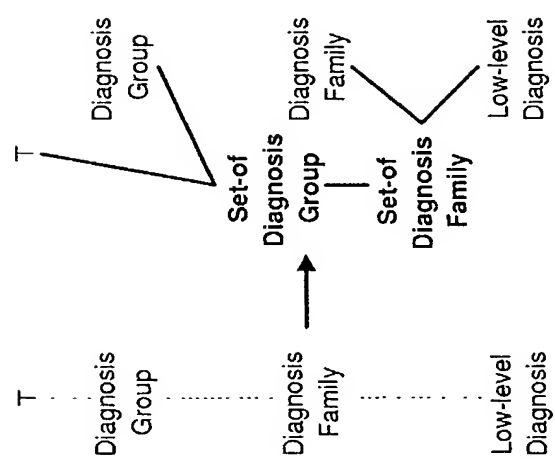 T
Diagnosis
Group
Diagnosis
Family
Low-level
Diagnosis
T
Diagnosis
Group
Set-of
Diagnosis
Group
Diagnosis
Family
Set-of
Diagnosis
Family
Low-level
Diagnosis